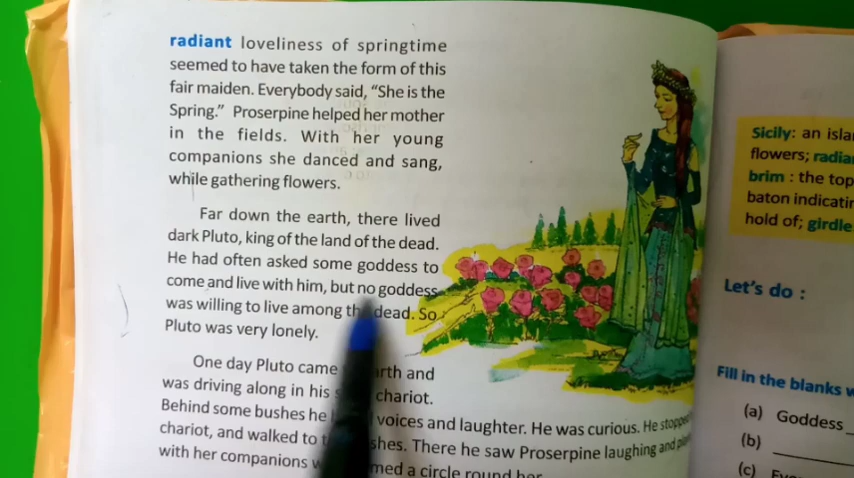 radiant loveliness of springtime
seemed to have taken the form of this
fair maiden. Everybody said, “She is the
Spring.” Proserpine helped her mother
in the fields. With her young
companions she danced and sang,
while gathering flowers.
Far down the earth, there lived
dark Pluto, king of the land of the dead.
He had often asked some goddess to
come and live with him, but no goddess
was willing to live among the dead. So
Pluto was very lonely.
One day Pluto came arth and
was driving along in his chariot.
Behind some bushes he voices and laughter. He was curious. He stopped
chariot, and walked to shes. There he saw Proserpine laughing and
with her companions med a circle round her
Sicily: an isla
flowers; radia
brim : the top
baton indicatin
hold of; girdle
Let’s do :
Fill in the blanks w
(a) Goddess
(b)
(c)